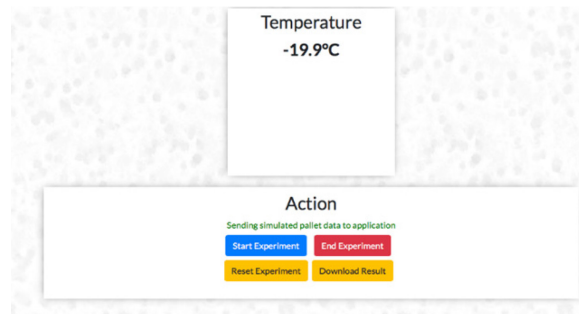 Temperature
-19.9°C
Action
Sending simulated pallet data to application
Start Experiment End Experiment
Reset Experiment Download Result